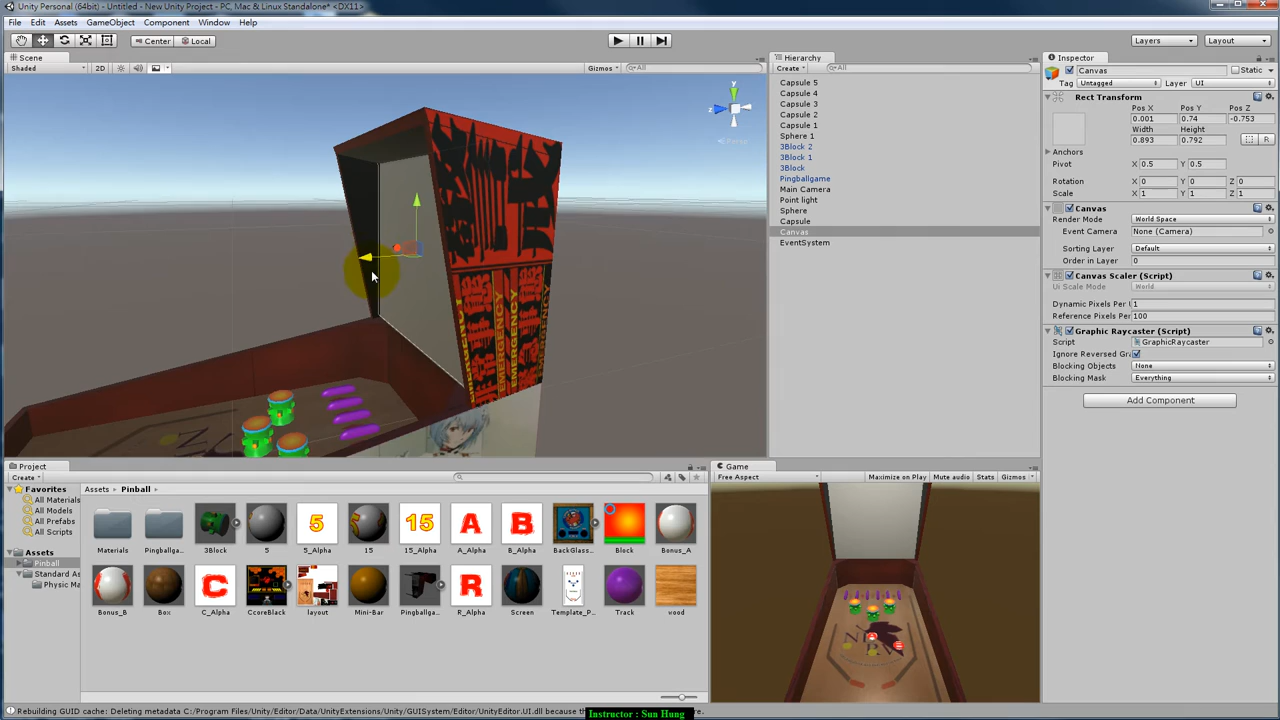 Unity Personal (64bit) - Untitled - New Unity Project - PC, Mac & Linux Standalone* <DX11>
File Edit Assets GameObject Component Window Help
Center Local Layers Layout
Scene
Shaded 2D Gizmos All
y
z
Persp
EMERGENCY
EMERGENCY
EMERGENCY
Hierarchy
Create All
Capsule 5
Capsule 4
Capsule 3
Capsule 2
Capsule 1
Sphere 1
3Block 2
3Block 1
3Block
Pingballgame
Main Camera
Point light
Sphere
Capsule
Canvas
EventSystem
Inspector
Canvas Static
Tag Untagged Layer UI
Rect Transform
Pos X Pos Y Pos Z
0.001 0.74 -0.753
Width Height
0.893 0.792 R
Anchors
Pivot X 0.5 Y 0.5
Rotation X 0 Y 0 Z 0
Scale X 1 Y 1 Z 1
Canvas
Render Mode World Space
Event Camera None (Camera)
Sorting Layer Default
Order in Layer 0
Canvas Scaler (Script)
Ui Scale Mode World
Dynamic Pixels Per U 1
Reference Pixels Per 100
Graphic Raycaster (Script)
Script GraphicRaycaster
Ignore Reversed Gra
Blocking Objects None
Blocking Mask Everything
Add Component
Project
Create
Favorites
All Materials
All Models
All Prefabs
All Scripts
Assets
Pinball
Standard As
Physic Ma
Assets Pinball
5 15 A B
Materials Pingballga... 3Block 5 5_Alpha 15 15_Alpha A_Alpha B_Alpha BackGlass... Block Bonus_A
C R
Bonus_B Box C_Alpha CcoreBlack layout Mini-Bar Pingballga... R_Alpha Screen Template_P... Track wood
Game
Free Aspect Maximize on Play Mute audio Stats Gizmos
Rebuilding GUID cache: Deleting metadata C:/Program Files/Unity/Editor/Data/UnityExtensions/Unity/GUISystem/Editor/UnityEditor.UI.dll because th
Instructor : Sun Hung